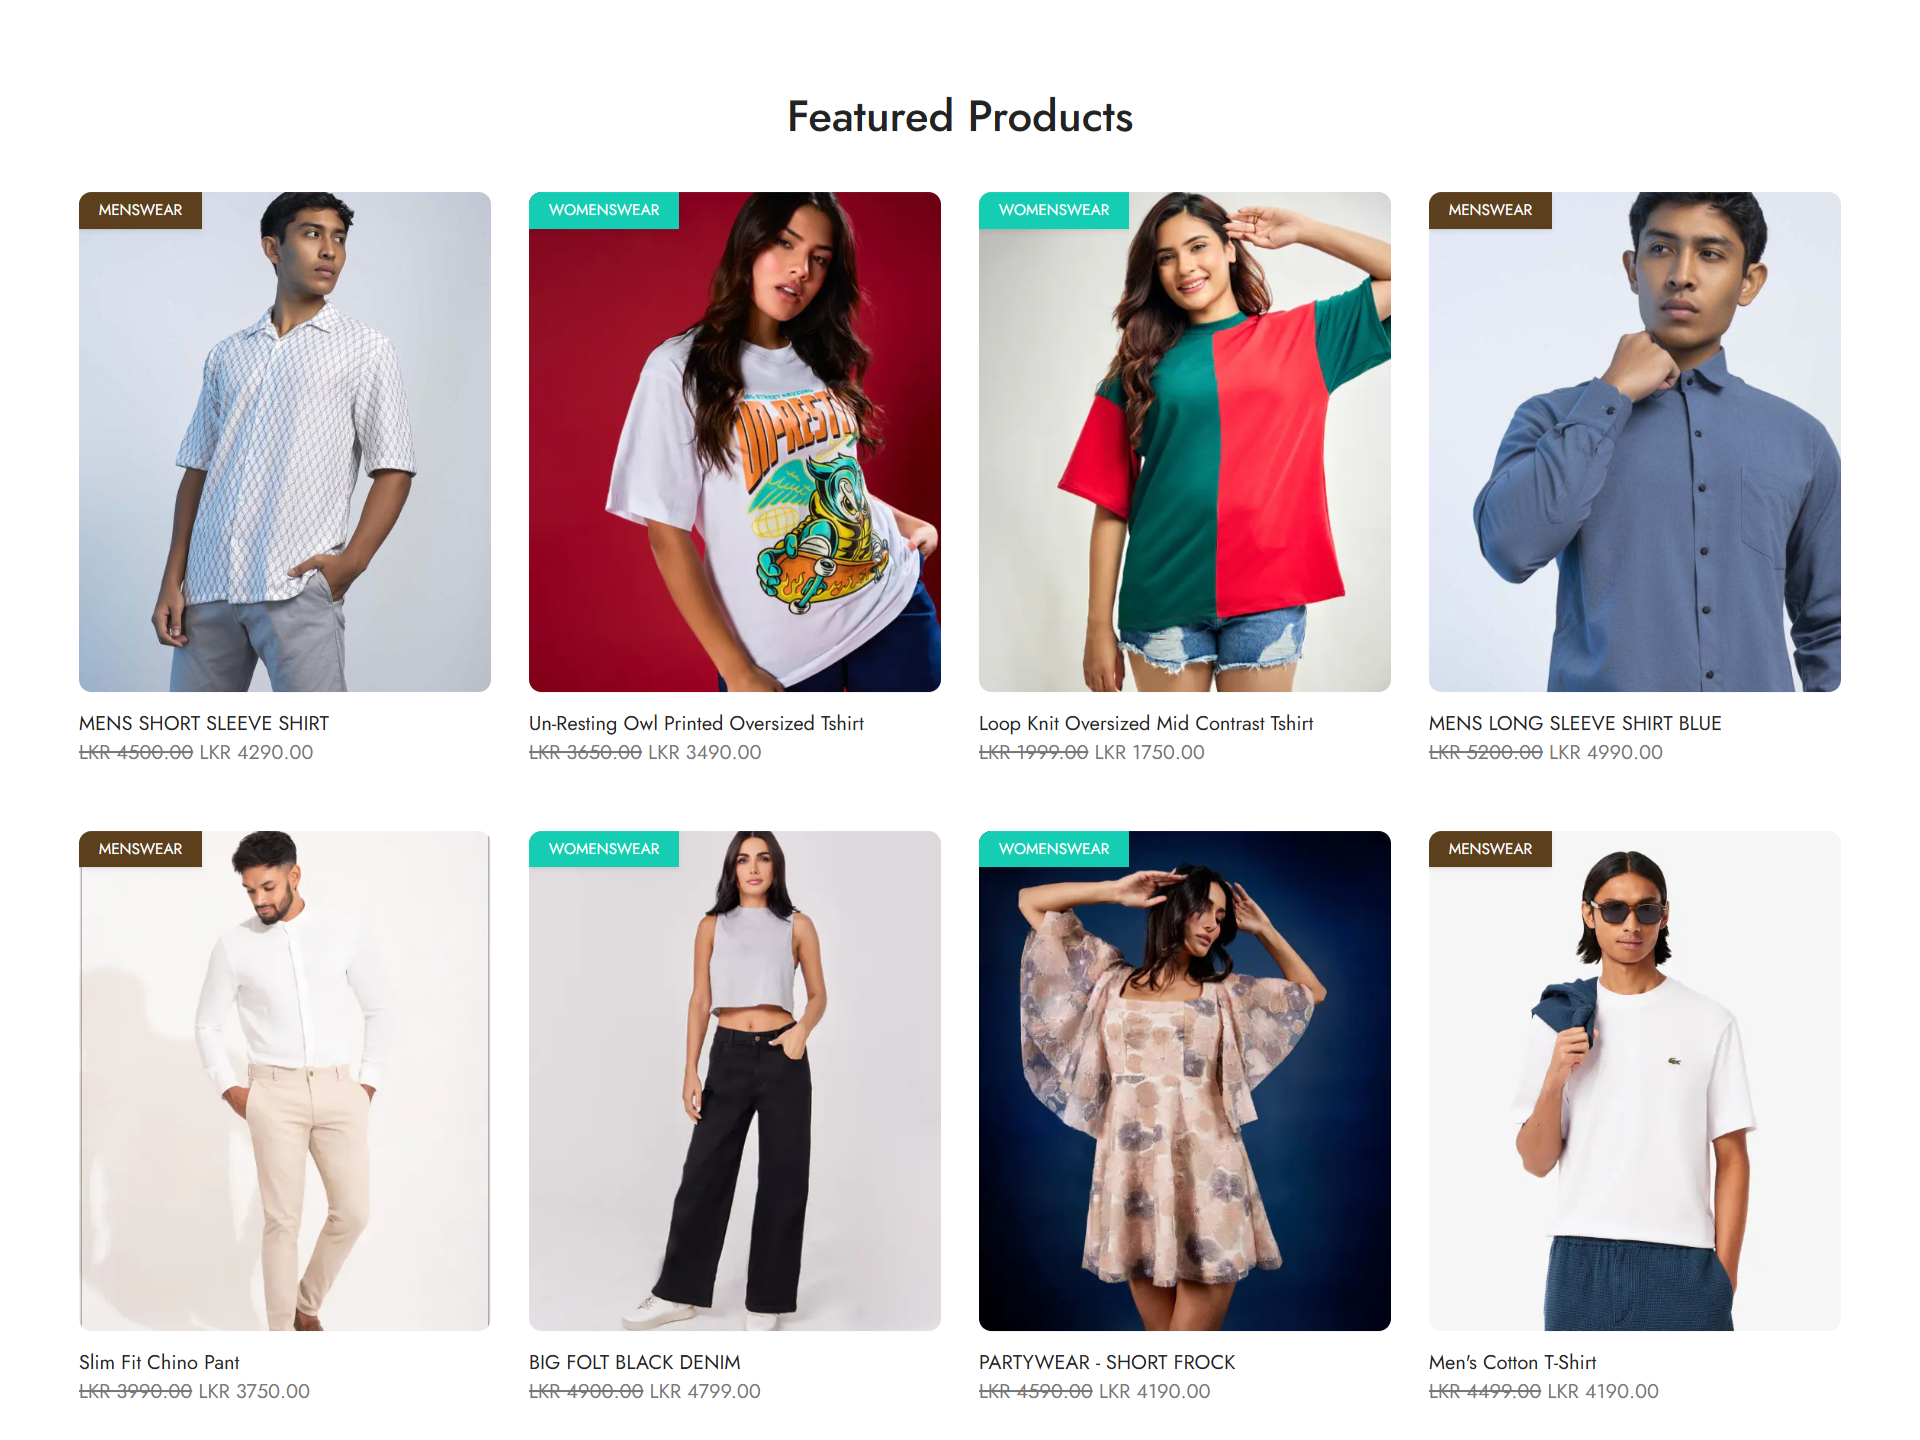 Featured Products
MENSWEAR
WOMENSWEAR
WOMENSWEAR
MENSWEAR
UN-REST
MENS SHORT SLEEVE SHIRT
Un-Resting Owl Printed Oversized Tshirt
Loop Knit Oversized Mid Contrast Tshirt
MENS LONG SLEEVE SHIRT BLUE
LKR 4500.00 LKR 4290.00
LKR 3650.00 LKR 3490.00
LKR 1999.00 LKR 1750.00
LKR 5200.00 LKR 4990.00
MENSWEAR
WOMENSWEAR
WOMENSWEAR
MENSWEAR
Slim Fit Chino Pant
BIG FOLT BLACK DENIM
PARTYWEAR - SHORT FROCK
Men's Cotton T-Shirt
LKR 3990.00 LKR 3750.00
LKR 4900.00 LKR 4799.00
LKR 4590.00 LKR 4190.00
LKR 4499.00 LKR 4190.00